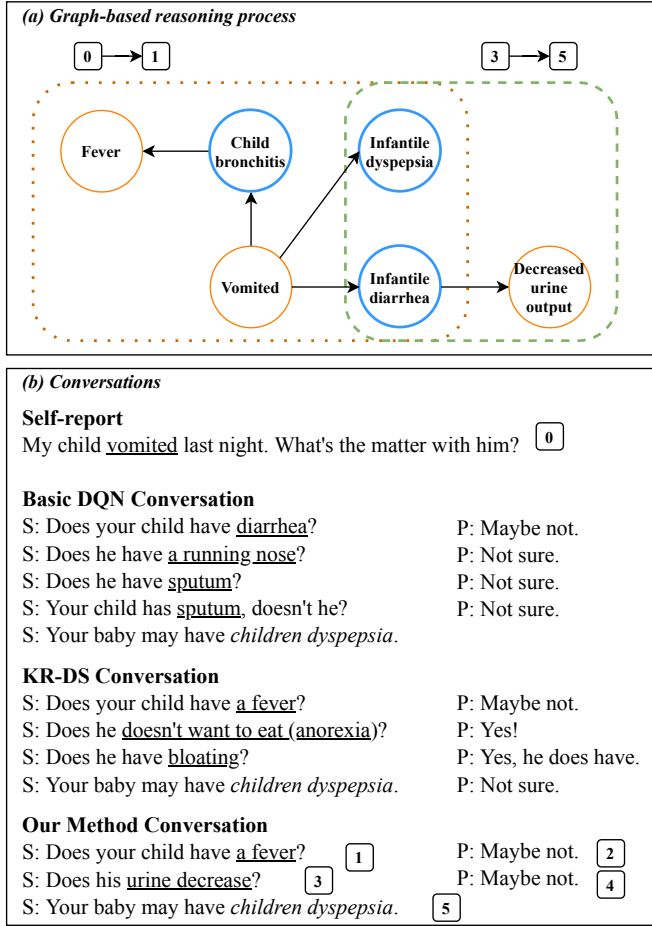 (a) Graph-based reasoning process
0 1 3 5
Fever
Child
bronchitis
Infantile
dyspepsia
Vomited
Infantile
diarrhea
Decreased
urine
output
(b) Conversations
Self-report
My child vomited last night. What's the matter with him? 0
Basic DQN Conversation
S: Does your child have diarrhea? P: Maybe not.
S: Does he have a running nose? P: Not sure.
S: Does he have sputum? P: Not sure.
S: Your child has sputum, doesn't he? P: Not sure.
S: Your baby may have children dyspepsia.
KR-DS Conversation
S: Does your child have a fever? P: Maybe not.
S: Does he doesn't want to eat (anorexia)? P: Yes!
S: Does he have bloating? P: Yes, he does have.
S: Your baby may have children dyspepsia. P: Not sure.
Our Method Conversation
S: Does your child have a fever? 1 P: Maybe not. 2
S: Does his urine decrease? 3 P: Maybe not. 4
S: Your baby may have children dyspepsia. 5